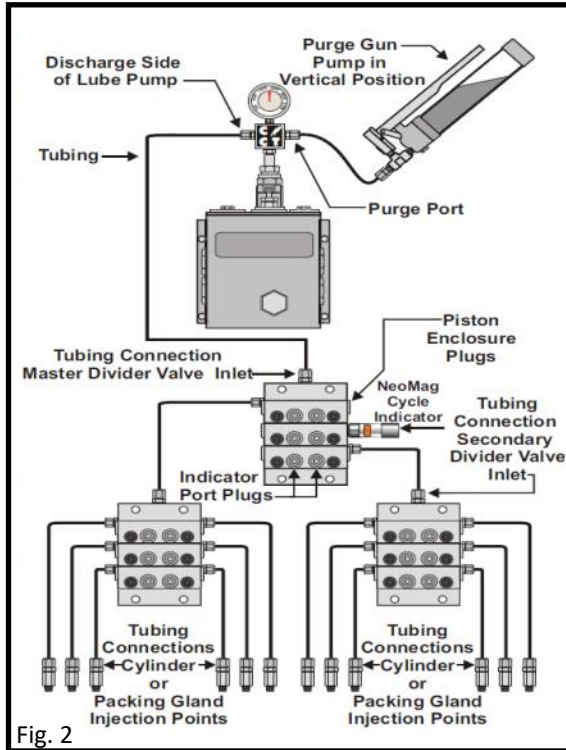 Discharge Side
of Lube Pump
Purge Gun
Pump in
Vertical Position
Tubing
Purge Port
Tubing Connection
Master Divider Valve Inlet
Piston
Enclosure
Plugs
NeoMag
Cycle
Indicator
Tubing
Connection
Secondary
Divider Valve
Inlet
Indicator
Port Plugs
Tubing
Connections
Cylinder
or
Packing Gland
Injection Points
Tubing
Connections
Cylinder
or
Packing Gland
Injection Points
Fig. 2